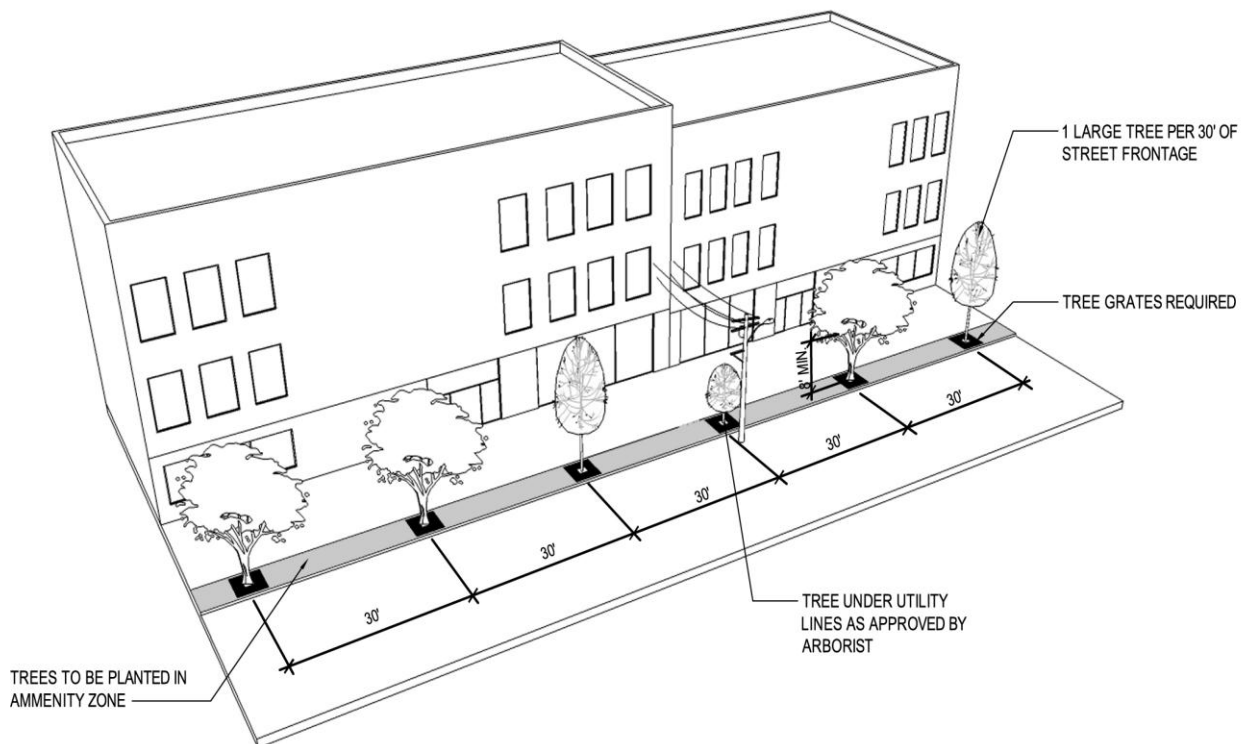 1 LARGE TREE PER 30' OF
STREET FRONTAGE
TREE GRATES REQUIRED
8' MIN.
30'
30'
30'
30'
30'
TREE UNDER UTILITY
LINES AS APPROVED BY
ARBORIST
TREES TO BE PLANTED IN
AMMENITY ZONE